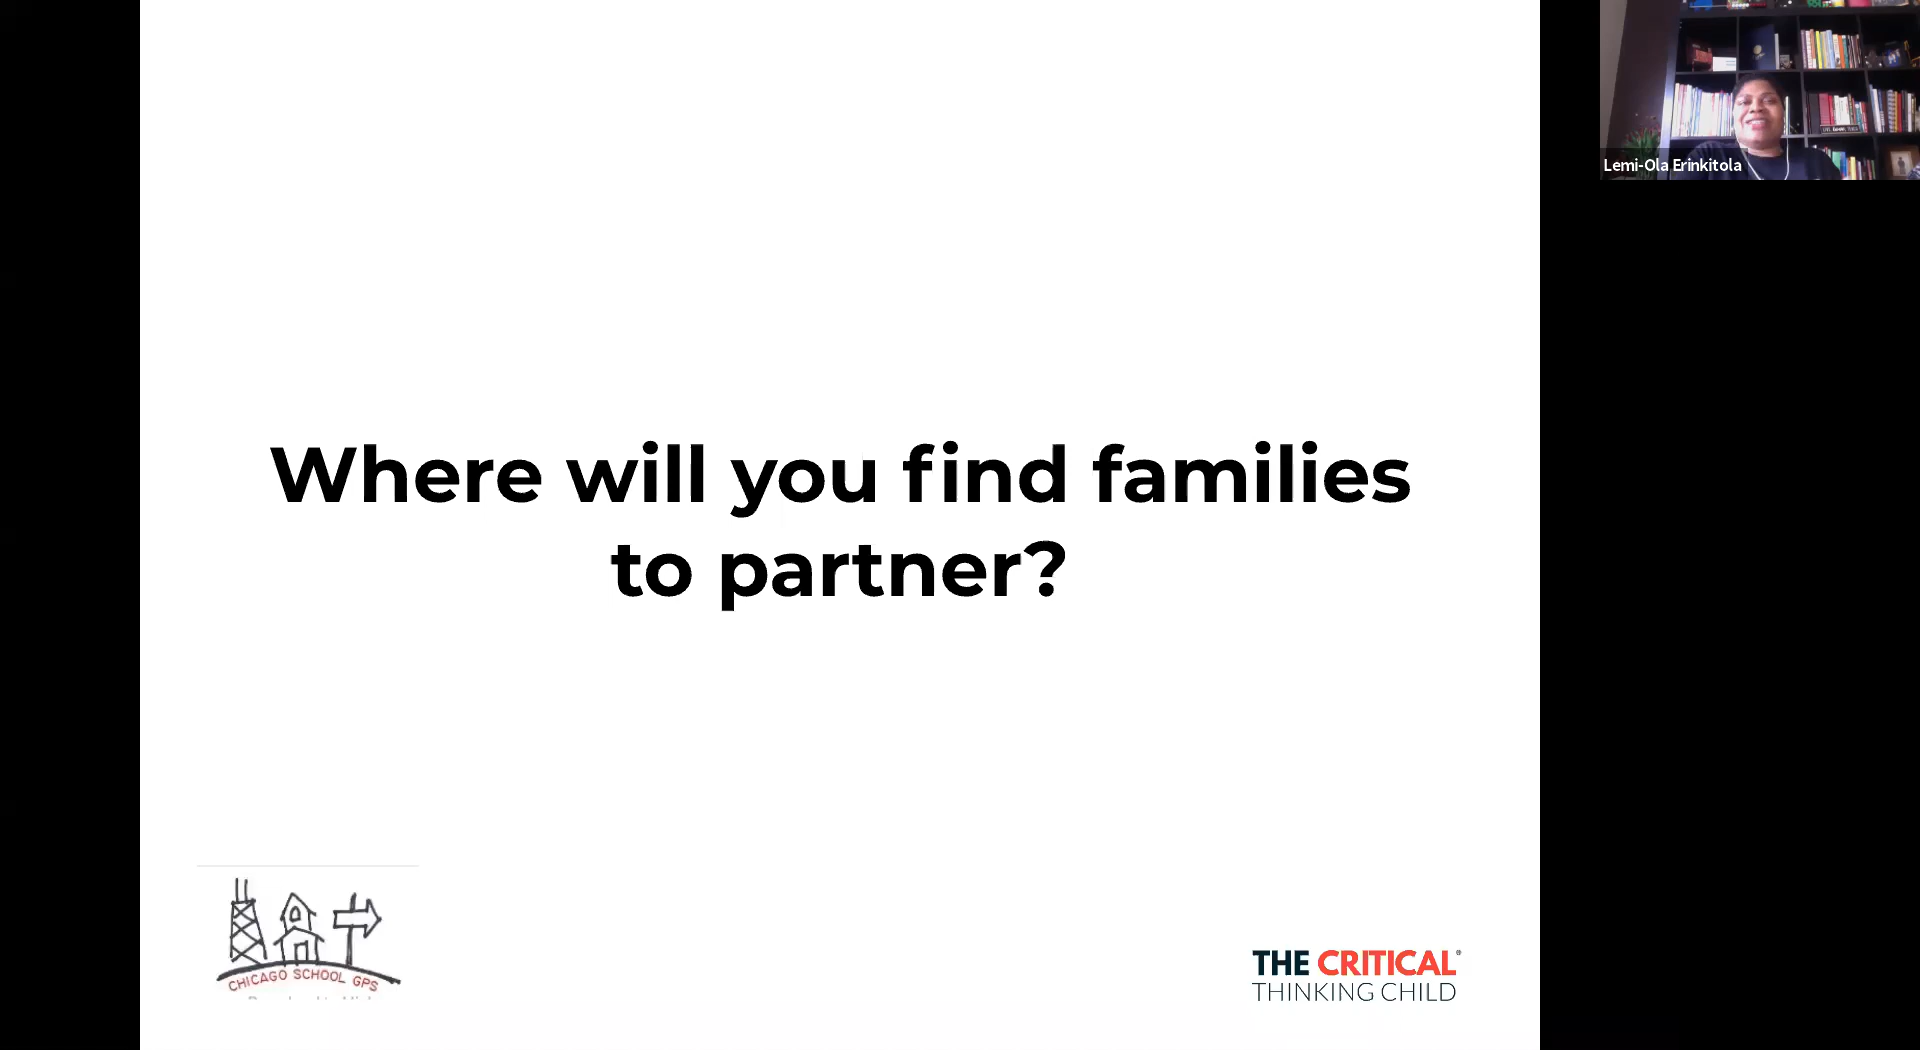 Where will you find families
to partner?
Lemi-Ola Erinkitola
CHICAGO SCHOOL GPS
THE CRITICAL®
THINKING CHILD